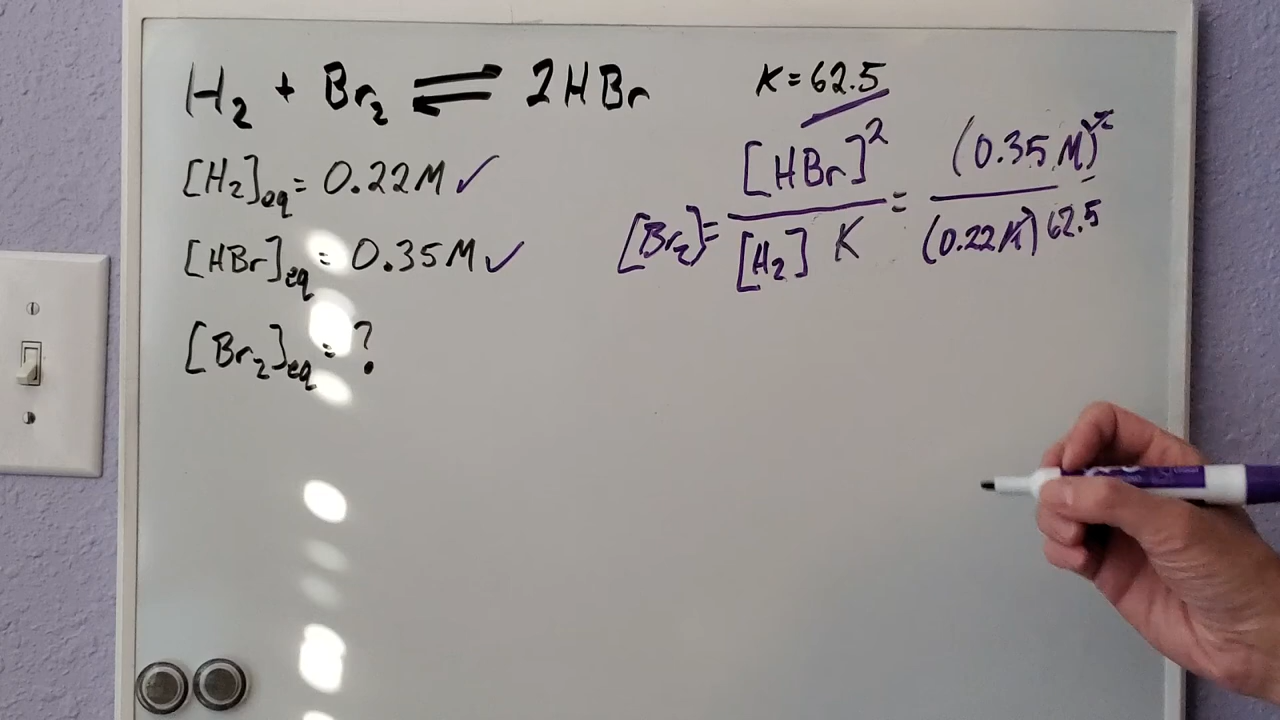 H₂ + Br₂ ⇌ 2HBr
K = 62.5
[H₂]eq = 0.22M ✓
[HBr]eq = 0.35M ✓
[Br₂]eq = ?
[Br₂] = [HBr]² / [H₂] K = (0.35 M)² / (0.22M) 62.5